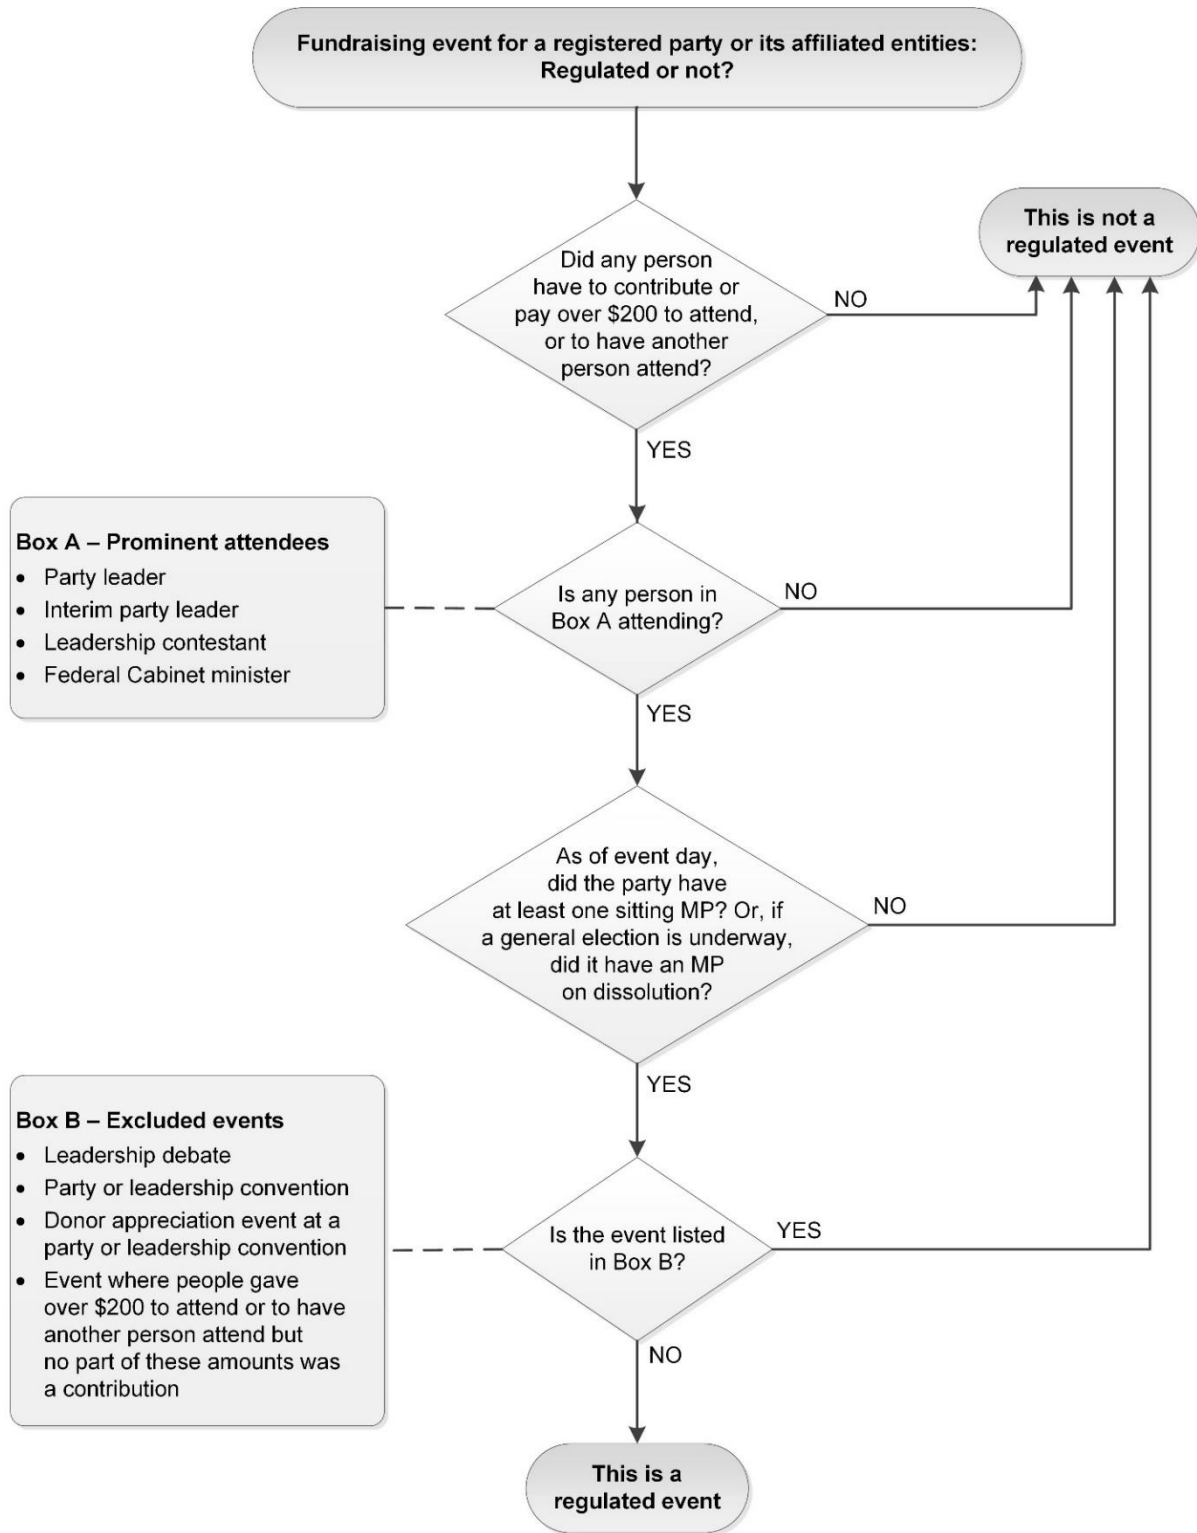 Fundraising event for a registered party or its affiliated entities:
Regulated or not?
This is not a
regulated event
Did any person
have to contribute or
pay over $200 to attend,
or to have another
person attend?
NO
YES
Box A – Prominent attendees
• Party leader
• Interim party leader
• Leadership contestant
• Federal Cabinet minister
Is any person in
Box A attending?
NO
YES
As of event day,
did the party have
at least one sitting MP? Or, if
a general election is underway,
did it have an MP
on dissolution?
NO
YES
Box B – Excluded events
• Leadership debate
• Party or leadership convention
• Donor appreciation event at a
party or leadership convention
• Event where people gave
over $200 to attend or to have
another person attend but
no part of these amounts was
a contribution
Is the event listed
in Box B?
YES
NO
This is a
regulated event